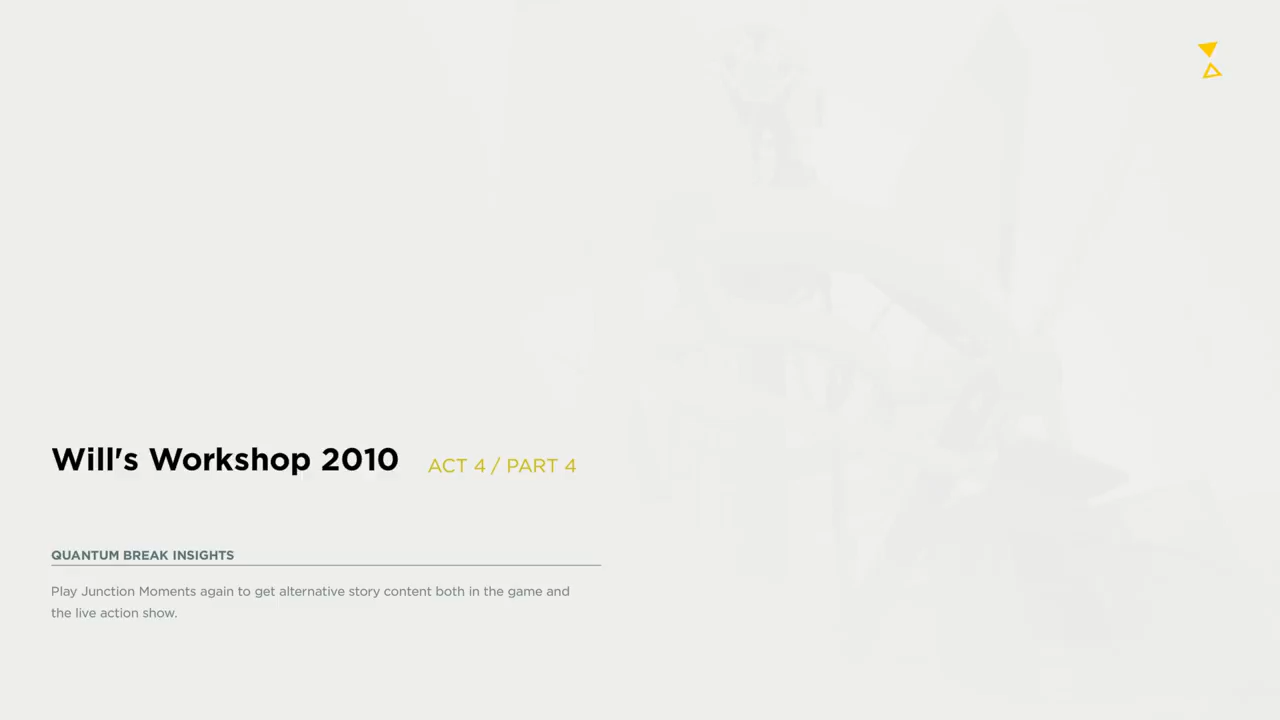 Will's Workshop 2010 ACT 4 / PART 4
QUANTUM BREAK INSIGHTS
Play Junction Moments again to get alternative story content both in the game and
the live action show.